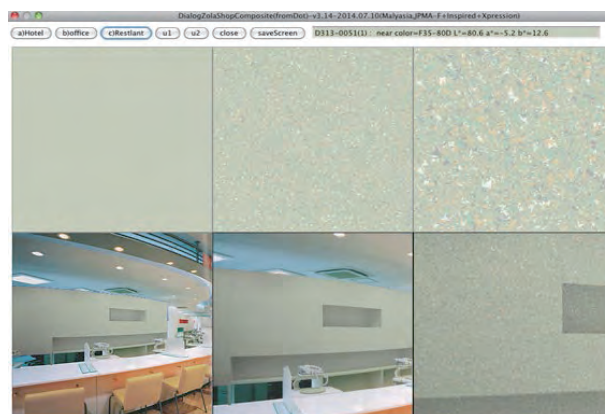 DialogZolaShopComposite(fromDoc)-v3.14-2014.07.10(Malyasia,JPMA-F+Inspired+Xpression)
a)Hotel b)office c)Restlant u1 u2 close saveScreen D313-0051(1) : near color=F35-80D L*=80.6 a*=-5.2 b*=12.6